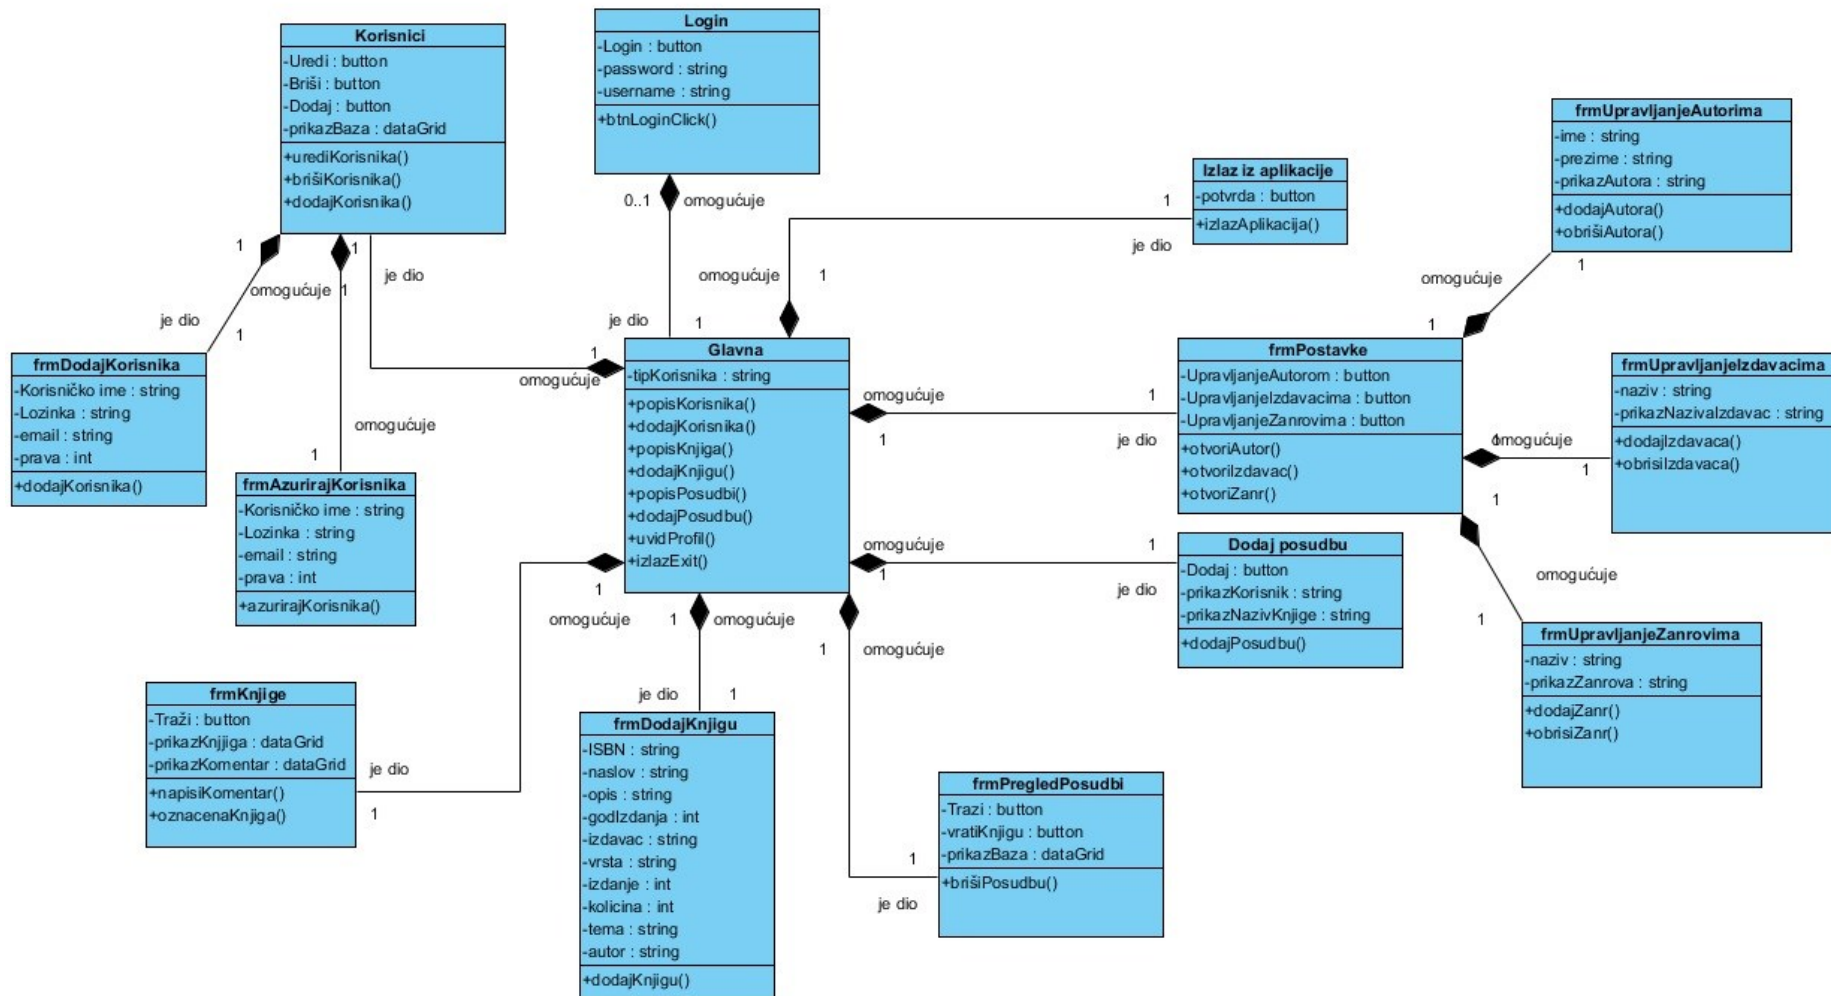 Korisnici
-Uredi : button
-Briši : button
-Dodaj : button
-prikazBaza : dataGrid
+urediKorisnika()
+brišiKorisnika()
+dodajKorisnika()
Login
-Login : button
-password : string
-username : string
+btnLoginClick()
Izlaz iz aplikacije
-potvrda : button
+izlazAplikacija()
frmUpravljanjeAutorima
-ime : string
-prezime : string
-prikazAutora : string
+dodajAutora()
+obrišiAutora()
0..1
omogućuje
je dio
1
1
je dio
omogućuje
1
1
je dio
1
omogućuje
1
1
je dio
omogućuje
1
1
omogućuje
1
omogućuje
1
1
frmDodajKorisnika
-Korisničko ime : string
-Lozinka : string
-email : string
-prava : int
+dodajKorisnika()
frmAzurirajKorisnika
-Korisničko ime : string
-Lozinka : string
-email : string
-prava : int
+azurirajKorisnika()
Glavna
-tipKorisnika : string
+popisKorisnika()
+dodajKorisnika()
+popisKnjiga()
+dodajKnjigu()
+popisPosudbi()
+dodajPosudbu()
+uvidProfil()
+izlazExit()
omogućuje
1
1
je dio
frmPostavke
-UpravljanjeAutorom : button
-UpravljanjeIzdavacima : button
-UpravljanjeZanrovima : button
+otvoriAutor()
+otvoriIzdavac()
+otvoriZanr()
frmUpravljanjeIzdavacima
-naziv : string
-prikazNazivaIzdavac : string
+dodajIzdavaca()
+obrisiIzdavaca()
1
omogućuje
1
1
omogućuje
1
omogućuje
1
1
je dio
Dodaj posudbu
-Dodaj : button
-prikazKorisnik : string
-prikazNazivKnjige : string
+dodajPosudbu()
frmUpravljanjeZanrovima
-naziv : string
-prikazZanrova : string
+dodajZanr()
+obrisiZanr()
1
omogućuje
je dio
1
1
omogućuje
je dio
1
1
omogućuje
1
je dio
frmKnjige
-Traži : button
-prikazKnjjiga : dataGrid
-prikazKomentar : dataGrid
+napisiKomentar()
+oznacenaKnjiga()
frmDodajKnjigu
-ISBN : string
-naslov : string
-opis : string
-godIzdanja : int
-izdavac : string
-vrsta : string
-izdanje : int
-kolicina : int
-tema : string
-autor : string
+dodajKnjigu()
frmPregledPosudbi
-Trazi : button
-vratiKnjigu : button
-prikazBaza : dataGrid
+brišiPosudbu()